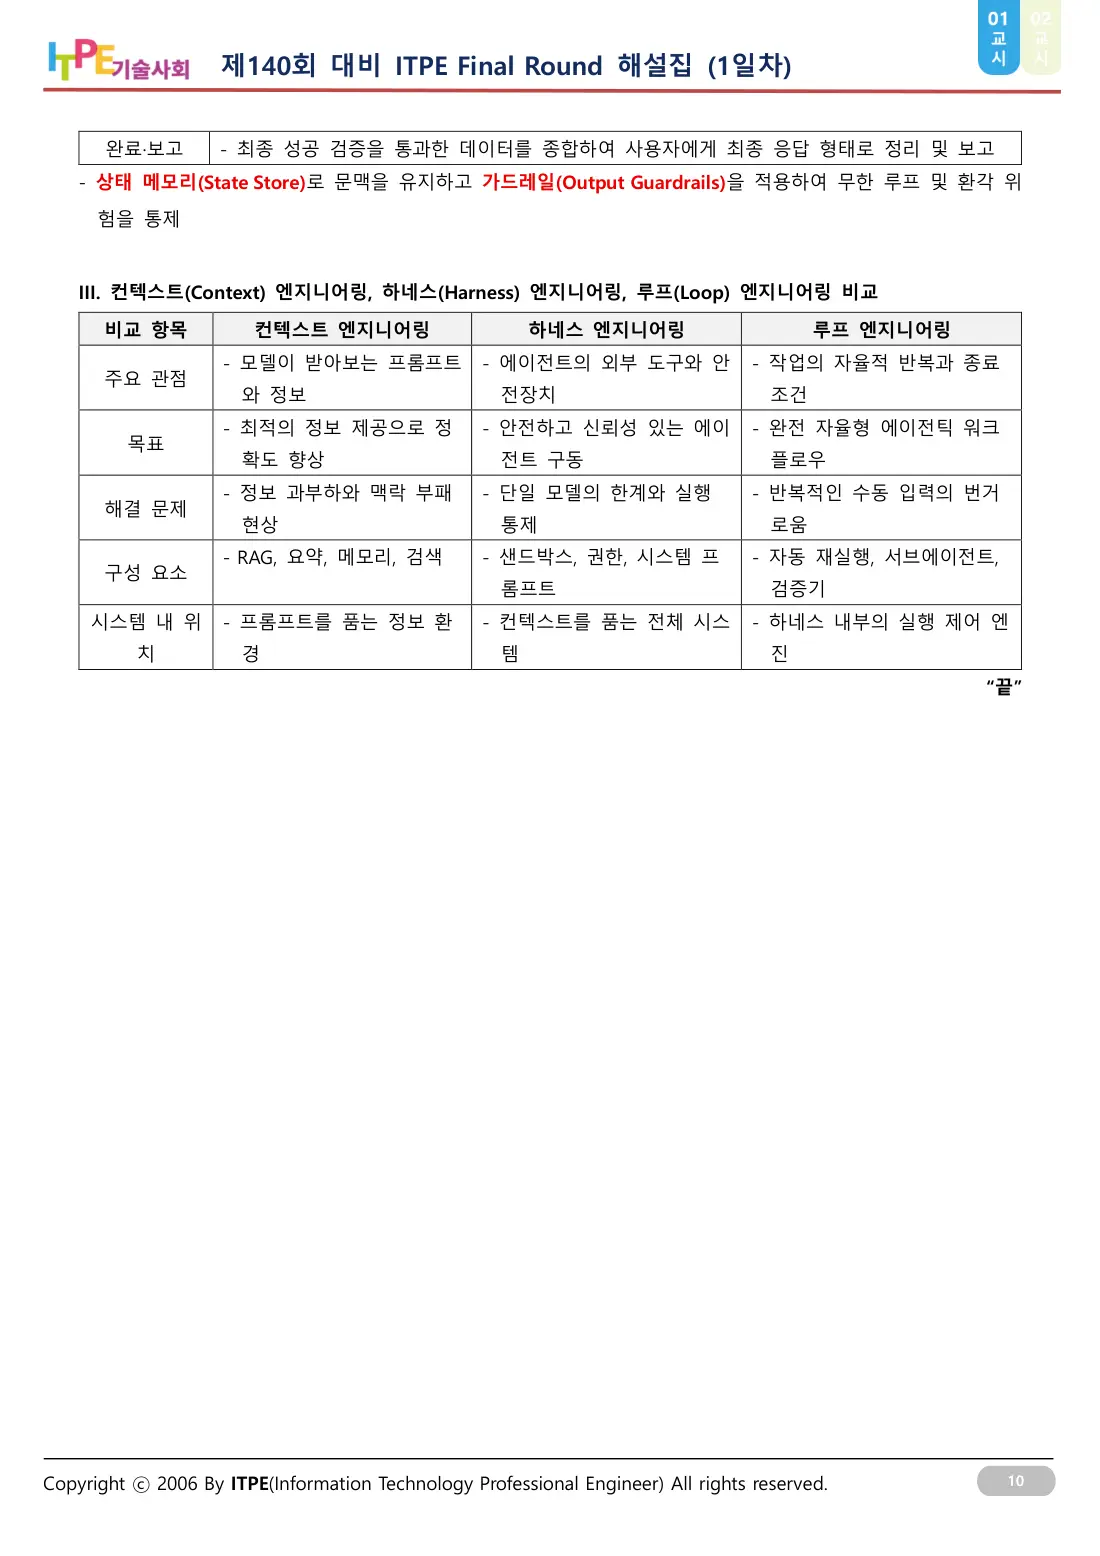 ITPE기술사회 제140회 대비 ITPE Final Round 해설집 (1일차)
01 교시
02 교시
완료·보고 - 최종 성공 검증을 통과한 데이터를 종합하여 사용자에게 최종 응답 형태로 정리 및 보고
- 상태 메모리(State Store)로 문맥을 유지하고 가드레일(Output Guardrails)을 적용하여 무한 루프 및 환각 위
험을 통제
III. 컨텍스트(Context) 엔지니어링, 하네스(Harness) 엔지니어링, 루프(Loop) 엔지니어링 비교
비교 항목 컨텍스트 엔지니어링 하네스 엔지니어링 루프 엔지니어링
주요 관점
- 모델이 받아보는 프롬프트
와 정보
- 에이전트의 외부 도구와 안
전장치
- 작업의 자율적 반복과 종료
조건
목표
- 최적의 정보 제공으로 정
확도 향상
- 안전하고 신뢰성 있는 에이
전트 구동
- 완전 자율형 에이전틱 워크
플로우
해결 문제
- 정보 과부하와 맥락 부패
현상
- 단일 모델의 한계와 실행
통제
- 반복적인 수동 입력의 번거
로움
구성 요소
- RAG, 요약, 메모리, 검색
- 샌드박스, 권한, 시스템 프
롬프트
- 자동 재실행, 서브에이전트,
검증기
시스템 내 위
치
- 프롬프트를 품는 정보 환
경
- 컨텍스트를 품는 전체 시스
템
- 하네스 내부의 실행 제어 엔
진
“끝”
Copyright ⓒ 2006 By ITPE(Information Technology Professional Engineer) All rights reserved.
10